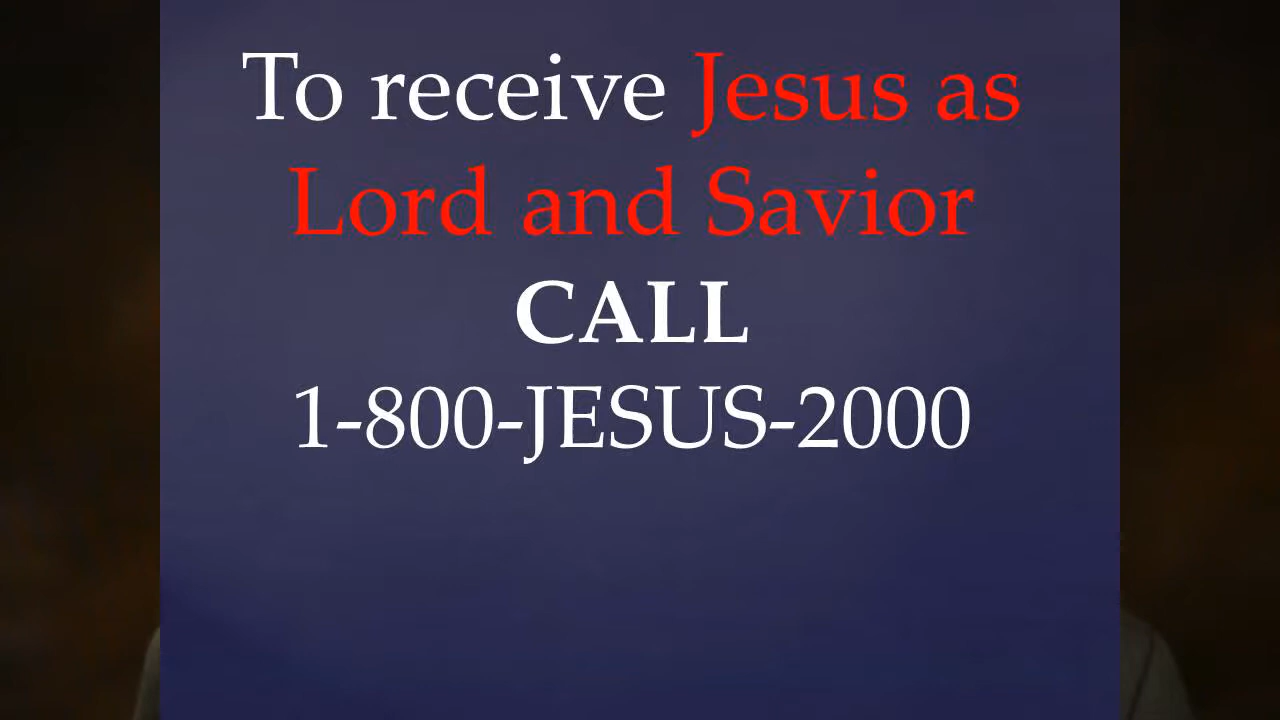 To receive Jesus as
Lord and Savior
CALL
1-800-JESUS-2000